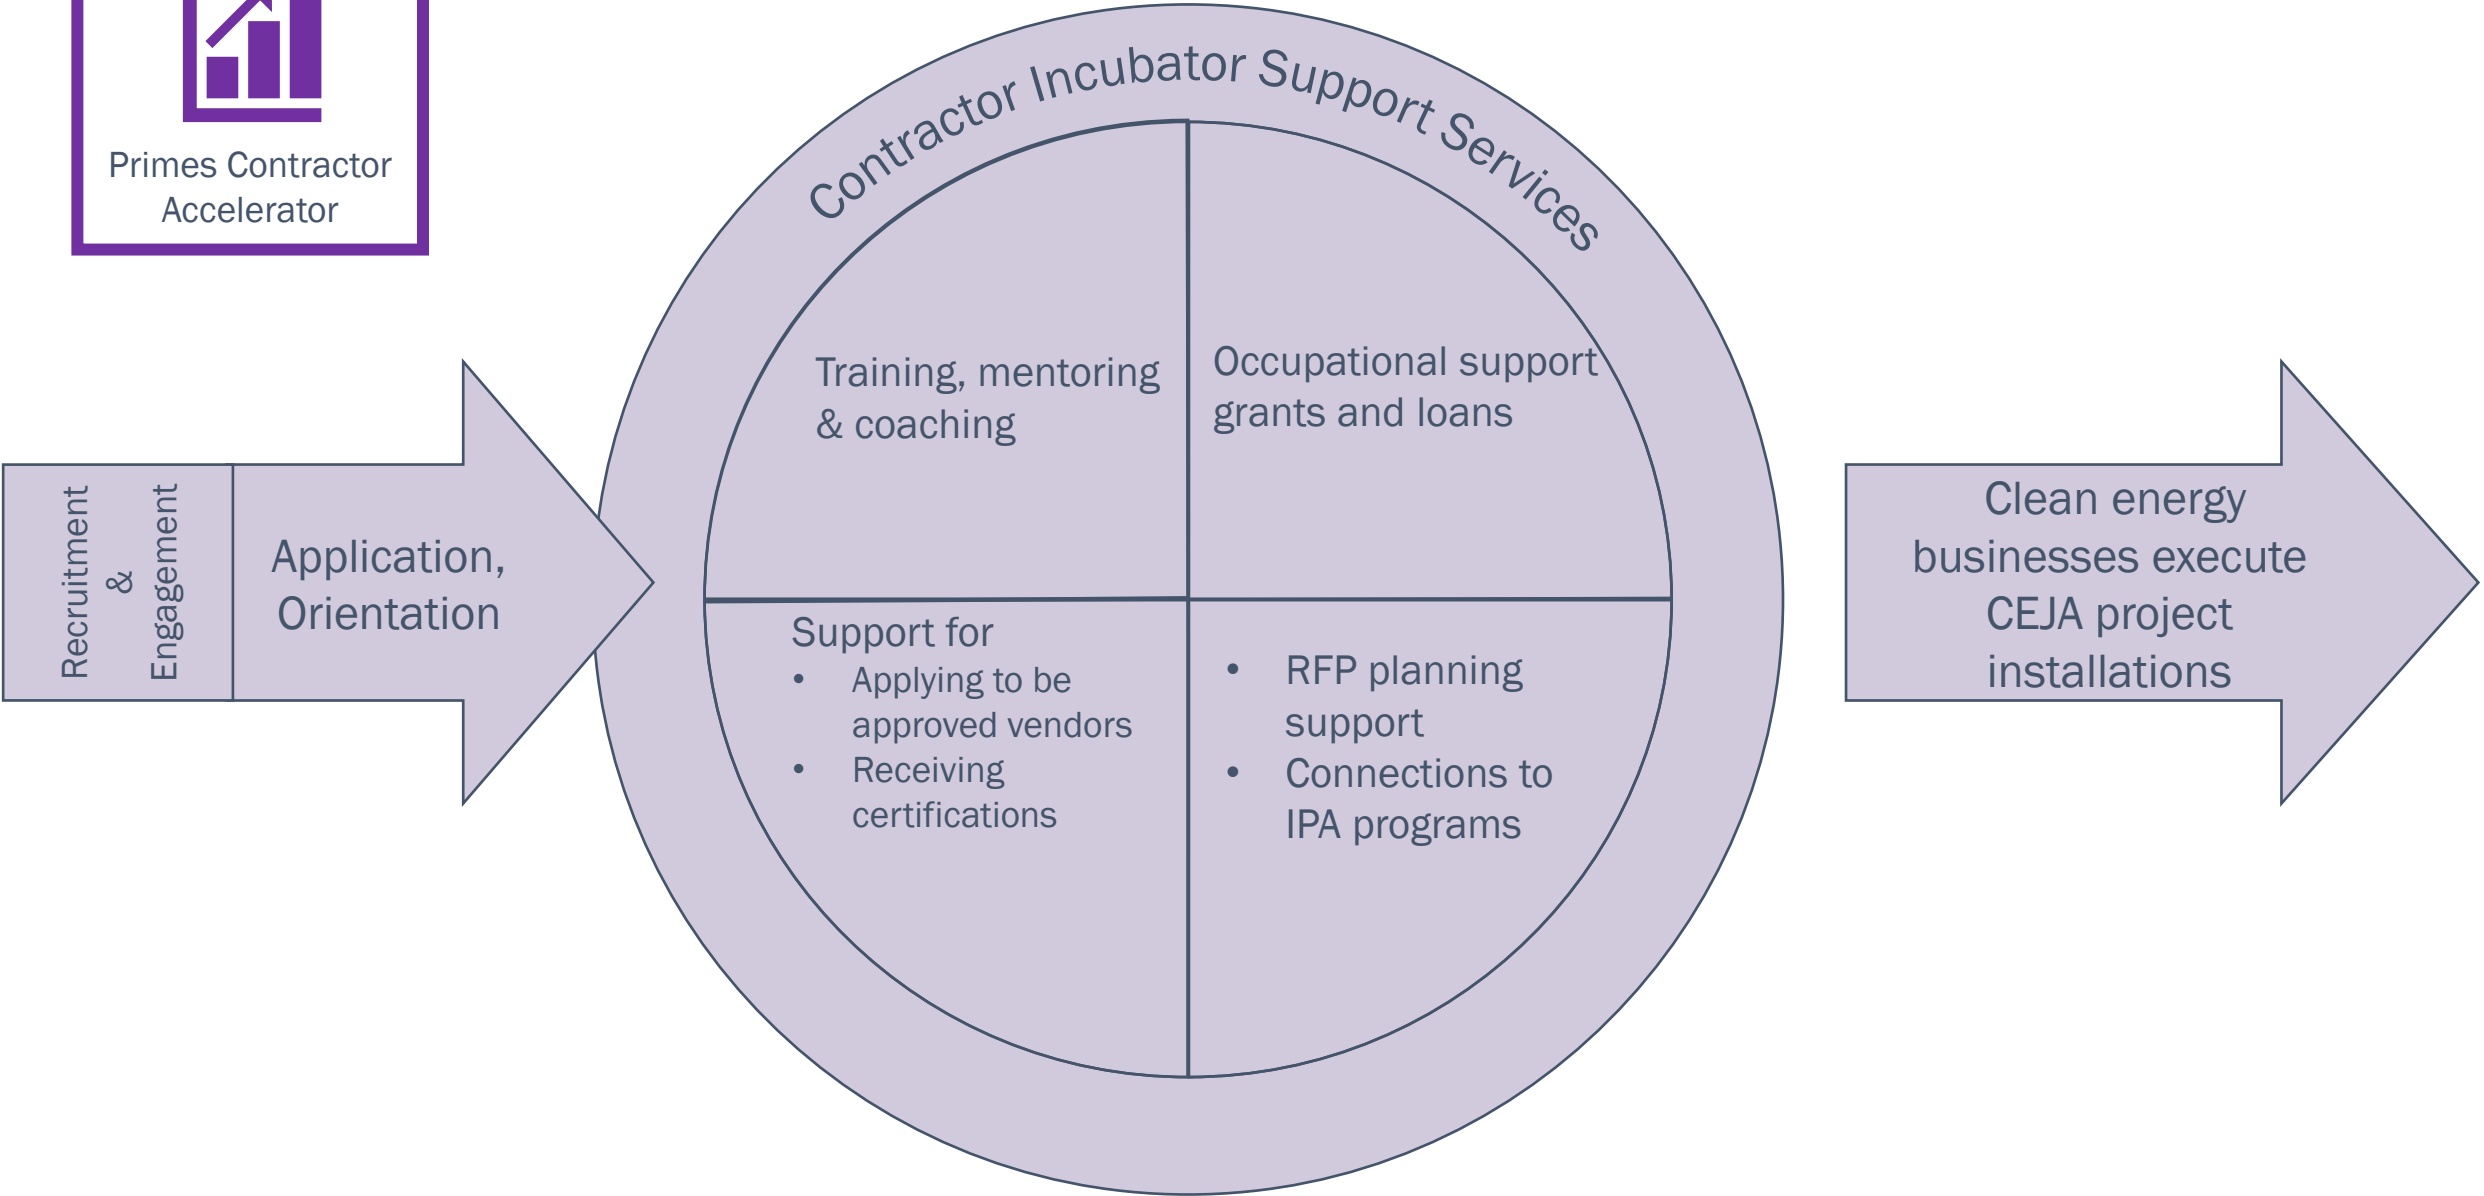 Primes Contractor
Accelerator
Contractor Incubator Support Services
Recruitment
&
Engagement
Application,
Orientation
Training, mentoring
& coaching
Occupational support
grants and loans
Support for
• Applying to be
approved vendors
• Receiving
certifications
• RFP planning
support
• Connections to
IPA programs
Clean energy
businesses execute
CEJA project
installations